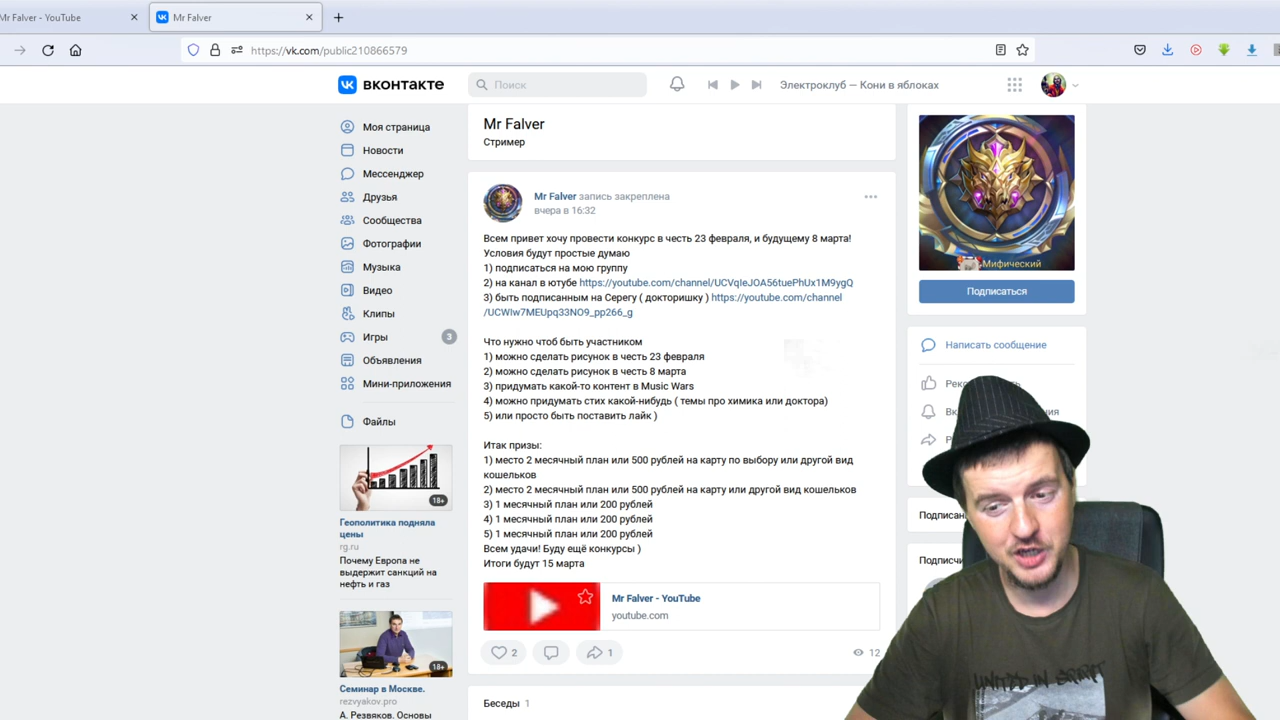 Mr Falver - YouTube
Mr Falver
https://vk.com/public210866579
вконтакте
Поиск
Электроклуб — Кони в яблоках
Моя страница
Новости
Мессенджер
Друзья
Сообщества
Фотографии
Музыка
Видео
Клипы
Игры
3
Объявления
Мини-приложения
Файлы
18+
Геополитика подняла
цены
rg.ru
Почему Европа не
выдержит санкций на
нефть и газ
18+
Семинар в Москве.
rezvyakov.pro
А. Резвяков. Основы
Mr Falver
Стример
Mr Falver запись закреплена
вчера в 16:32
Всем привет хочу провести конкурс в честь 23 февраля, и будущему 8 марта!
Условия будут простые думаю
1) подписаться на мою группу
2) на канал в ютубе https://youtube.com/channel/UCVqIeJOA56tuePhUx1M9ygQ
3) быть подписанным на Серегу ( докторишку ) https://youtube.com/channel
/UCWIw7MEUpq33NO9_pp266_g
Что нужно чтоб быть участником
1) можно сделать рисунок в честь 23 февраля
2) можно сделать рисунок в честь 8 марта
3) придумать какой-то контент в Music Wars
4) можно придумать стих какой-нибудь ( темы про химика или доктора)
5) или просто быть поставить лайк )
Итак призы:
1) место 2 месячный план или 500 рублей на карту по выбору или другой вид
кошельков
2) место 2 месячный план или 500 рублей на карту или другой вид кошельков
3) 1 месячный план или 200 рублей
4) 1 месячный план или 200 рублей
5) 1 месячный план или 200 рублей
Всем удачи! Буду ещё конкурсы )
Итоги будут 15 марта
Mr Falver - YouTube
youtube.com
2
1
12
Беседы 1
Мифический
Подписаться
Написать сообщение
UNITED IN